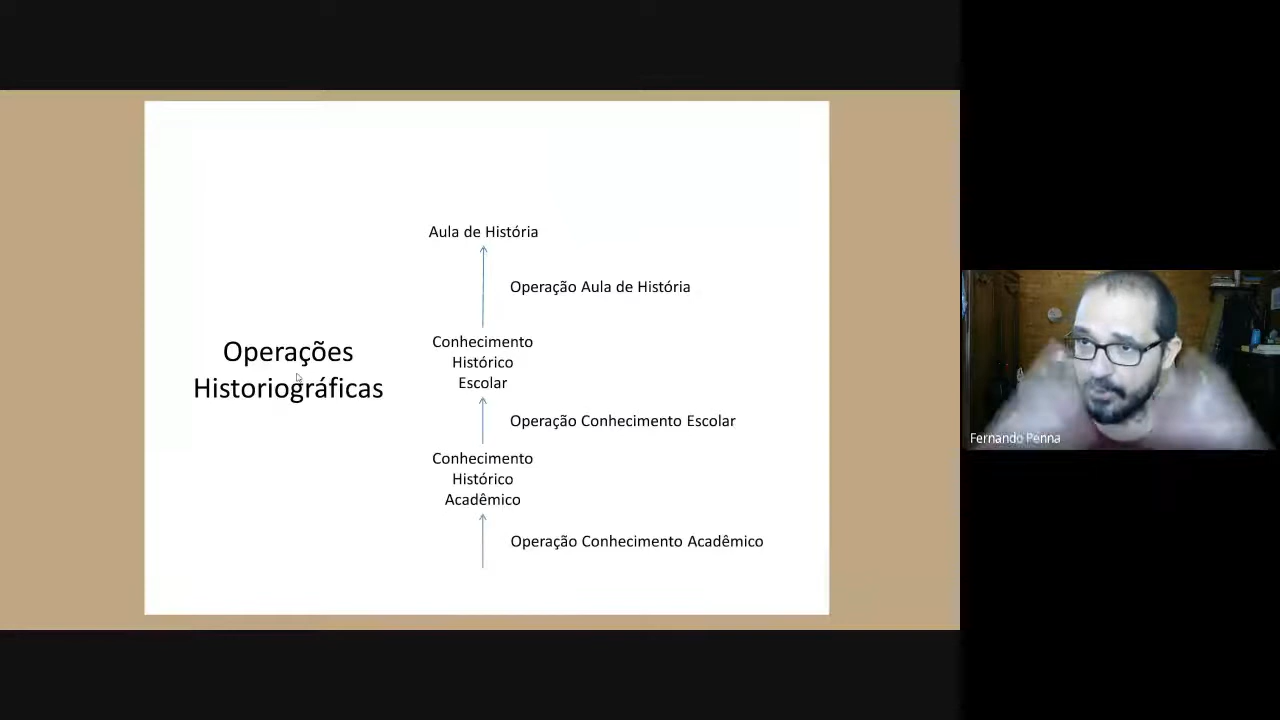 Aula de História
Operação Aula de História
Conhecimento
Histórico
Escolar
Operações
Historiográficas
Operação Conhecimento Escolar
Conhecimento
Histórico
Acadêmico
Operação Conhecimento Acadêmico
Fernando Penna